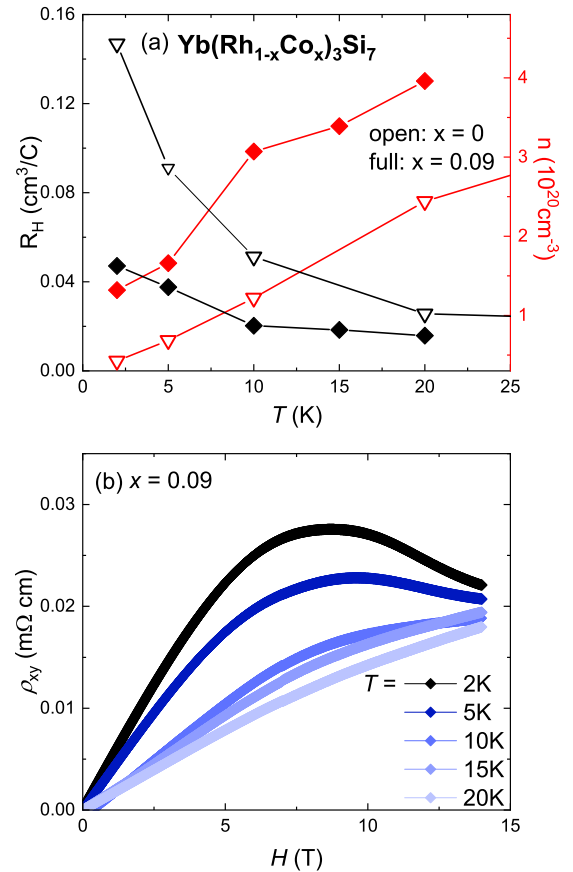 (a) Yb(Rh₁₋ₓCoₓ)₃Si₇
0.16
0.12
0.08
0.04
0.00
R_H (cm³/C)
4
3
2
1
n (10²⁰cm⁻³)
open: x = 0
full: x = 0.09
0 5 10 15 20 25
T (K)
(b) x = 0.09
0.03
0.02
0.01
0.00
ρ_xy (mΩ cm)
T =
2K
5K
10K
15K
20K
0 5 10 15
H (T)